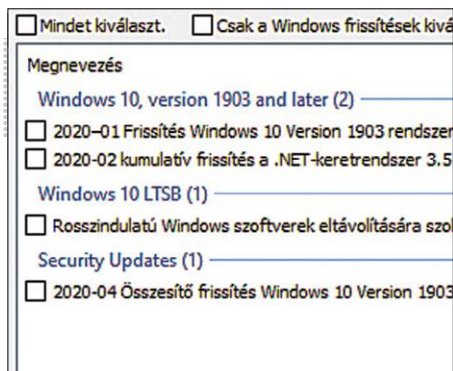 Mindet kiválaszt. Csak a Windows frissítések kivá
Megnevezés
Windows 10, version 1903 and later (2)
2020–01 Frissítés Windows 10 Version 1903 rendszer
2020-02 kumulatív frissítés a .NET-keretrendszer 3.5
Windows 10 LTSB (1)
Rosszindulatú Windows szoftverek eltávolítására szol
Security Updates (1)
2020-04 Összesítő frissítés Windows 10 Version 1903